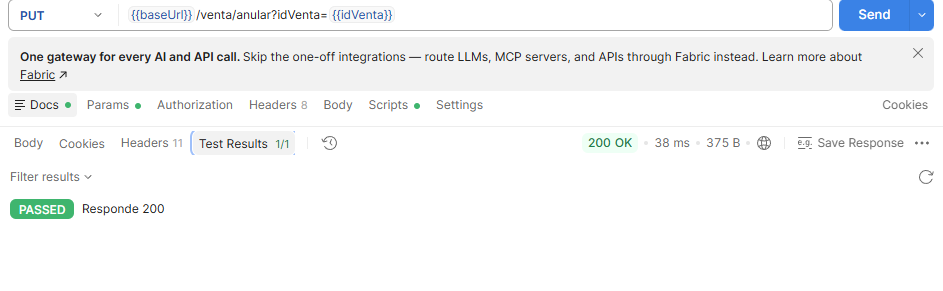 PUT {{baseUrl}} /venta/anular?idVenta= {{idVenta}} Send
One gateway for every AI and API call. Skip the one-off integrations — route LLMs, MCP servers, and APIs through Fabric instead. Learn more about
Fabric ↗
Docs Params Authorization Headers 8 Body Scripts Settings Cookies
Body Cookies Headers 11 Test Results 1/1 200 OK 38 ms 375 B e.g. Save Response
Filter results
PASSED Responde 200